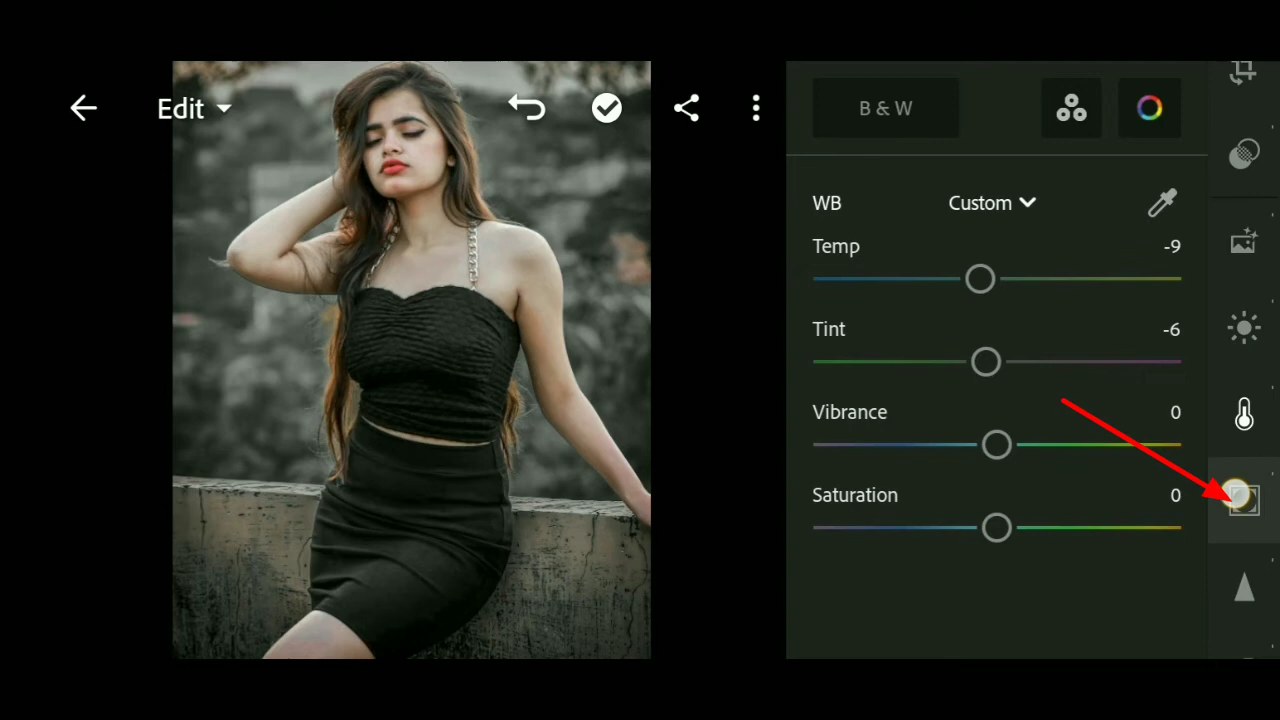 Edit
B & W
WB Custom
Temp -9
Tint -6
Vibrance 0
Saturation 0